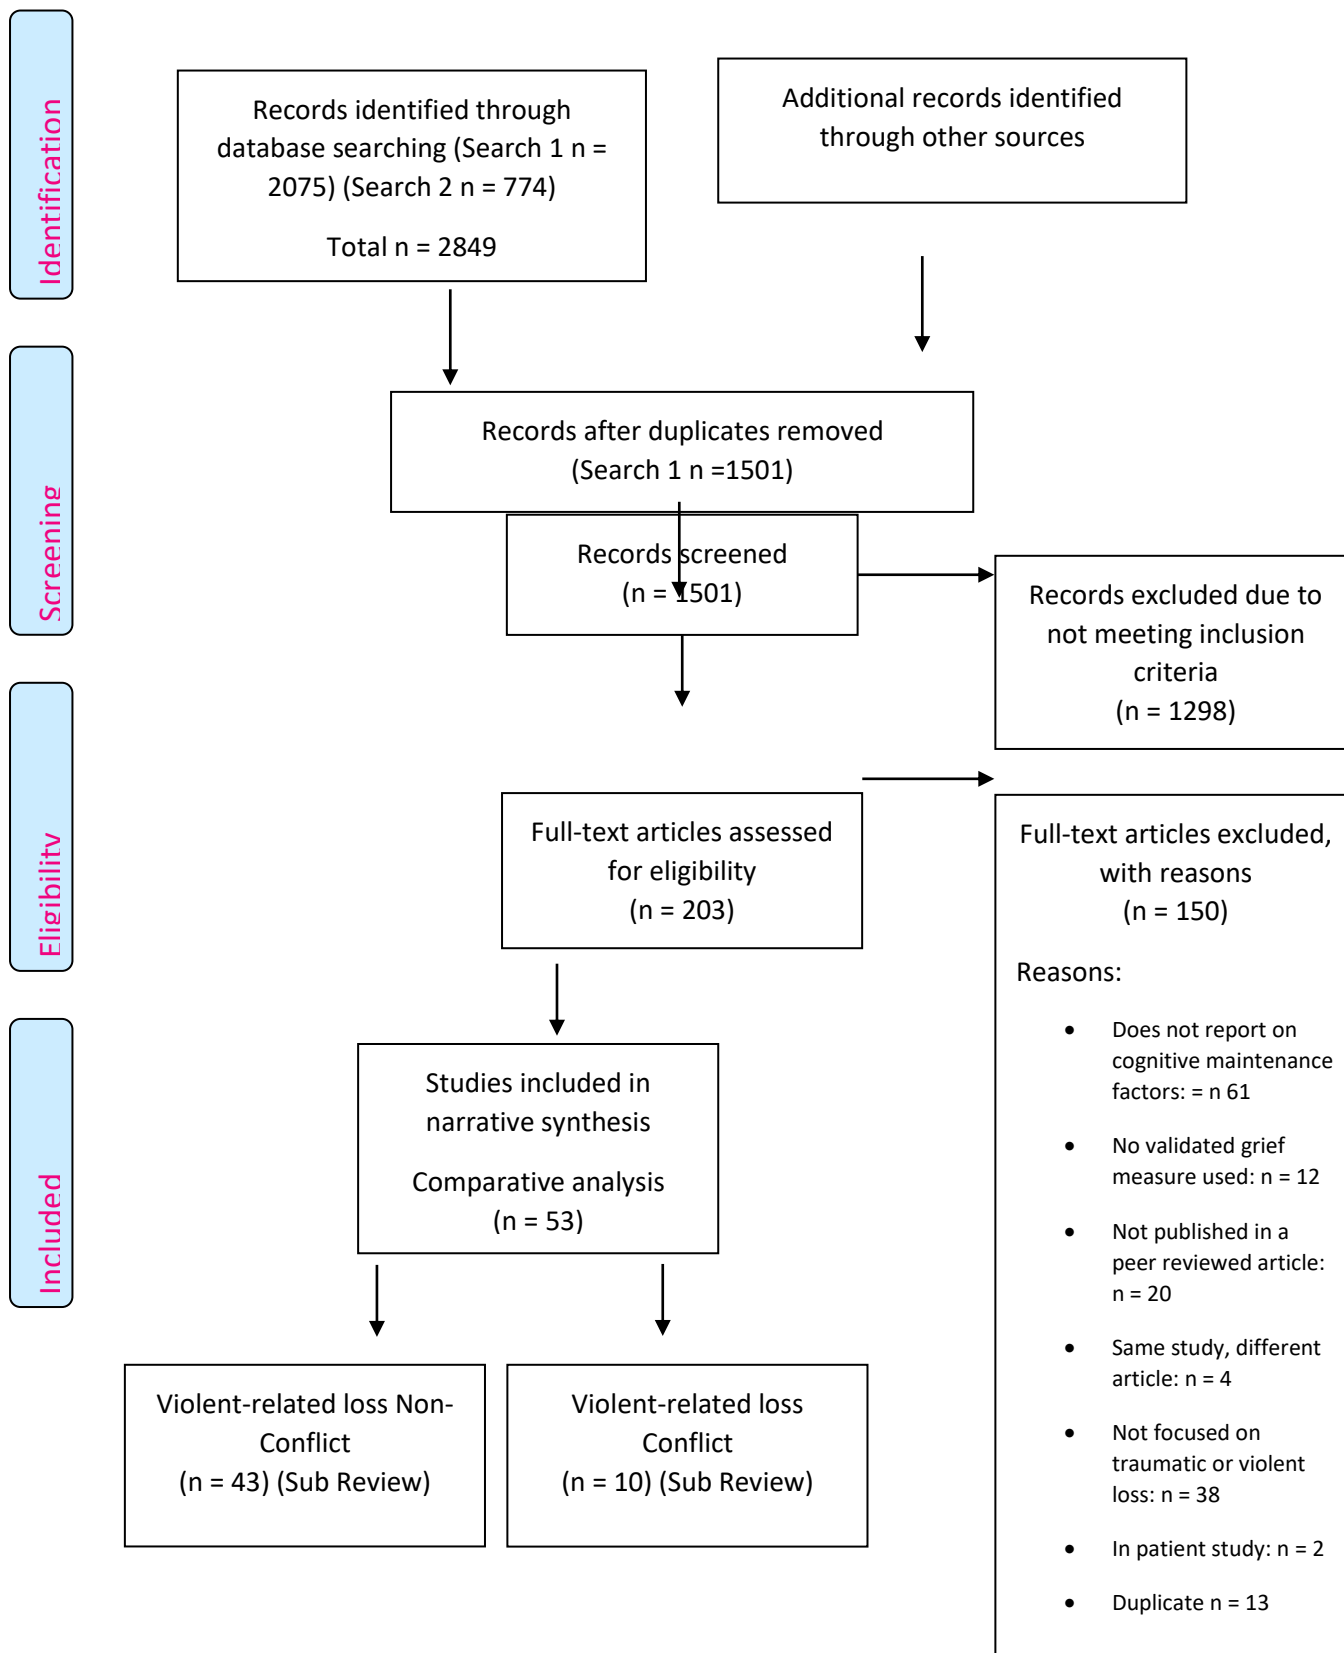 Identification
Records identified through
database searching (Search 1 n =
2075) (Search 2 n = 774)
Total n = 2849
Additional records identified
through other sources
Screening
Records after duplicates removed
(Search 1 n =1501)
Records screened
(n = 1501)
Records excluded due to
not meeting inclusion
criteria
(n = 1298)
Eligibility
Full-text articles assessed
for eligibility
(n = 203)
Full-text articles excluded,
with reasons
(n = 150)
Reasons:
• Does not report on
cognitive maintenance
factors: = n 61
• No validated grief
measure used: n = 12
• Not published in a
peer reviewed article:
n = 20
• Same study, different
article: n = 4
• Not focused on
traumatic or violent
loss: n = 38
• In patient study: n = 2
• Duplicate n = 13
Included
Studies included in
narrative synthesis
Comparative analysis
(n = 53)
Violent-related loss Non-
Conflict
(n = 43) (Sub Review)
Violent-related loss
Conflict
(n = 10) (Sub Review)